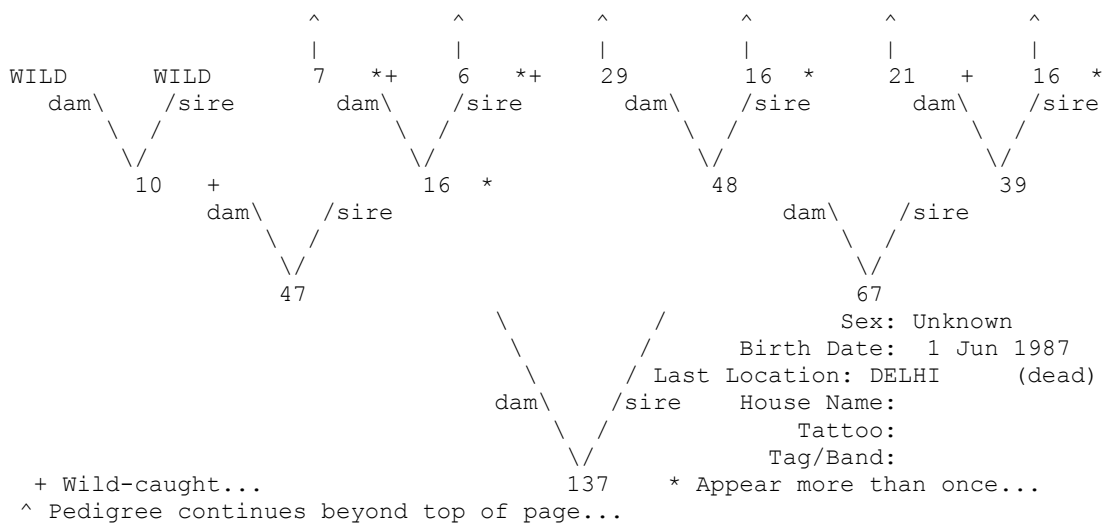 ^ ^ ^ ^ ^ ^
| | | | | |
WILD WILD 7 *+ 6 *+ 29 16 * 21 + 16 *
dam\ /sire dam\ /sire dam\ /sire dam\ /sire
\ / \ / \ / \ /
\/ \/ \/ \/
10 + 16 * 48 39
dam\ /sire dam\ /sire
\ / \ /
\/ \/
47 67
\ / Sex: Unknown
\ / Birth Date: 1 Jun 1987
\ / Last Location: DELHI (dead)
dam\ /sire House Name:
\ / Tattoo:
\/ Tag/Band:
+ Wild-caught... 137 * Appear more than once...
^ Pedigree continues beyond top of page...